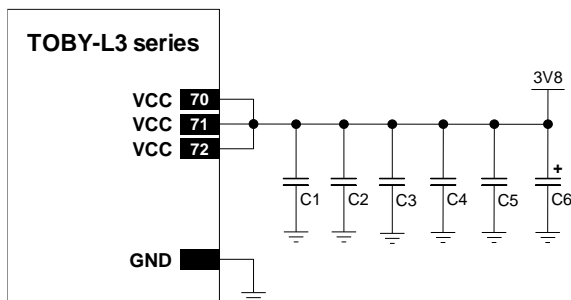 TOBY-L3 series
3V8
VCC 70
VCC 71
VCC 72
+
C1 C2 C3 C4 C5 C6
GND